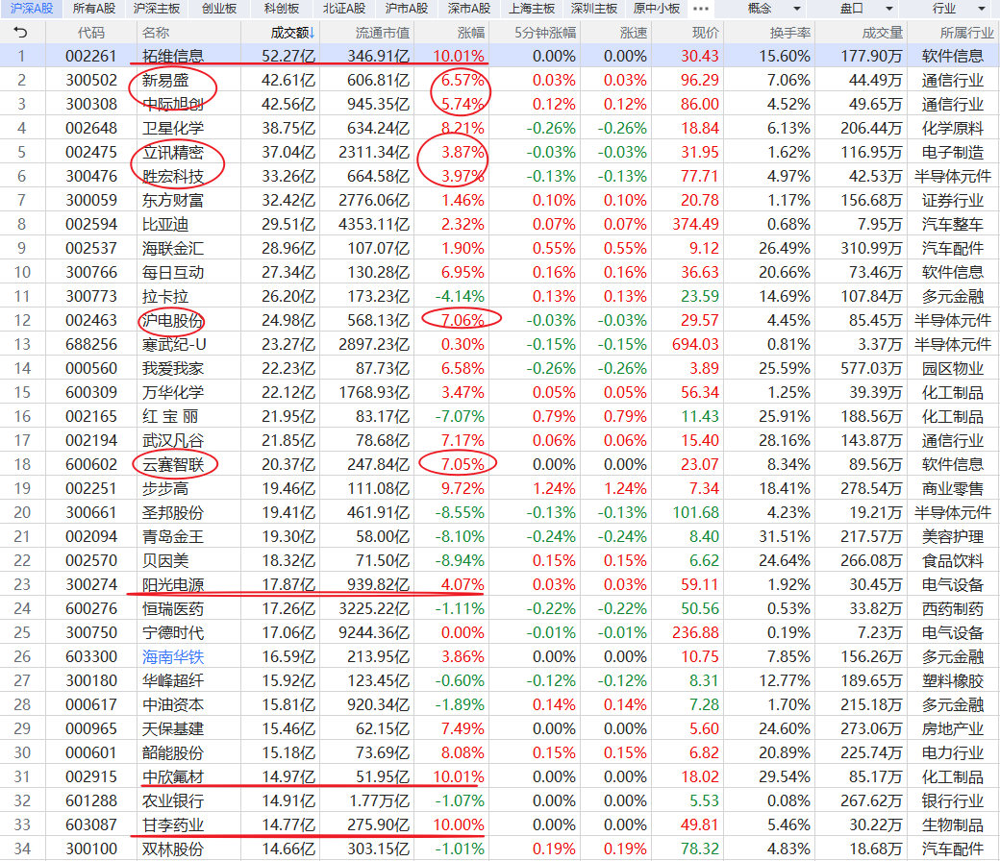 沪深A股 所有A股 沪深主板 创业板 科创板 北证A股 沪市A股 深市A股 上海主板 深圳主板 原中小板 ••• 概念 盘口 行业
代码 名称 成交额↓ 流通市值 涨幅 5分钟涨幅 涨速 现价 换手率 成交量 所属行业
1 002261 拓维信息 52.27亿 346.91亿 10.01% 0.00% 0.00% 30.43 15.60% 177.90万 软件信息
2 300502 新易盛 42.61亿 606.81亿 6.57% 0.03% 0.03% 96.29 7.06% 44.49万 通信行业
3 300308 中际旭创 42.56亿 945.35亿 5.74% 0.12% 0.12% 86.00 4.52% 49.65万 通信行业
4 002648 卫星化学 38.75亿 634.24亿 8.21% -0.26% -0.26% 18.84 6.13% 206.44万 化学原料
5 002475 立讯精密 37.04亿 2311.34亿 3.87% -0.03% -0.03% 31.95 1.62% 116.95万 电子制造
6 300476 胜宏科技 33.26亿 664.58亿 3.97% -0.13% -0.13% 77.71 4.97% 42.53万 半导体元件
7 300059 东方财富 32.42亿 2776.06亿 1.46% 0.10% 0.10% 20.78 1.17% 156.68万 证券行业
8 002594 比亚迪 29.51亿 4353.11亿 2.32% 0.07% 0.07% 374.49 0.68% 7.95万 汽车整车
9 002537 海联金汇 28.96亿 107.07亿 1.90% 0.55% 0.55% 9.12 26.49% 310.99万 汽车配件
10 300766 每日互动 27.34亿 130.28亿 6.95% 0.16% 0.16% 36.63 20.66% 73.46万 软件信息
11 300773 拉卡拉 26.20亿 173.23亿 -4.14% 0.13% 0.13% 23.59 14.69% 107.84万 多元金融
12 002463 沪电股份 24.98亿 568.13亿 7.06% -0.03% -0.03% 29.57 4.45% 85.45万 半导体元件
13 688256 寒武纪-U 23.27亿 2897.23亿 0.30% -0.15% -0.15% 694.03 0.81% 3.37万 半导体元件
14 000560 我爱我家 22.23亿 87.73亿 6.58% -0.26% -0.26% 3.89 25.59% 577.03万 园区物业
15 600309 万华化学 22.12亿 1768.93亿 3.47% 0.05% 0.05% 56.34 1.25% 39.39万 化工制品
16 002165 红 宝 丽 21.95亿 83.17亿 -7.07% 0.79% 0.79% 11.43 25.91% 188.56万 化工制品
17 002194 武汉凡谷 21.85亿 78.68亿 7.17% 0.06% 0.06% 15.40 28.16% 143.87万 通信行业
18 600602 云赛智联 20.37亿 247.84亿 7.05% 0.00% 0.00% 23.07 8.34% 89.56万 软件信息
19 002251 步步高 19.46亿 111.08亿 9.72% 1.24% 1.24% 7.34 18.41% 278.54万 商业零售
20 300661 圣邦股份 19.41亿 461.91亿 -8.55% -0.13% -0.13% 101.68 4.23% 19.21万 半导体元件
21 002094 青岛金王 19.30亿 58.00亿 -8.10% -0.24% -0.24% 8.40 31.51% 217.57万 美容护理
22 002570 贝因美 18.32亿 71.50亿 -8.94% 0.15% 0.15% 6.62 24.64% 266.08万 食品饮料
23 300274 阳光电源 17.87亿 939.82亿 4.07% 0.03% 0.03% 59.11 1.92% 30.45万 电气设备
24 600276 恒瑞医药 17.26亿 3225.22亿 -1.11% -0.22% -0.22% 50.56 0.53% 33.82万 西药制药
25 300750 宁德时代 17.06亿 9244.36亿 0.00% -0.01% -0.01% 236.88 0.19% 7.23万 电气设备
26 603300 海南华铁 16.59亿 213.95亿 3.86% 0.00% 0.00% 10.75 7.85% 156.26万 多元金融
27 300180 华峰超纤 15.92亿 123.45亿 -0.60% -0.12% -0.12% 8.31 12.77% 189.65万 塑料橡胶
28 000617 中油资本 15.81亿 920.34亿 -1.89% 0.14% 0.14% 7.28 1.70% 215.18万 多元金融
29 000965 天保基建 15.46亿 62.15亿 7.49% 0.00% 0.00% 5.60 24.60% 273.06万 房地产业
30 000601 韶能股份 15.18亿 73.69亿 8.08% 0.15% 0.15% 6.82 20.89% 225.74万 电力行业
31 002915 中欣氟材 14.97亿 51.95亿 10.01% 0.00% 0.00% 18.02 29.54% 85.17万 化工制品
32 601288 农业银行 14.91亿 1.77万亿 -1.07% 0.00% 0.00% 5.53 0.08% 267.62万 银行行业
33 603087 甘李药业 14.77亿 275.90亿 10.00% 0.00% 0.00% 49.81 5.46% 30.22万 生物制品
34 300100 双林股份 14.66亿 303.15亿 -1.01% 0.19% 0.19% 78.32 4.83% 18.68万 汽车配件